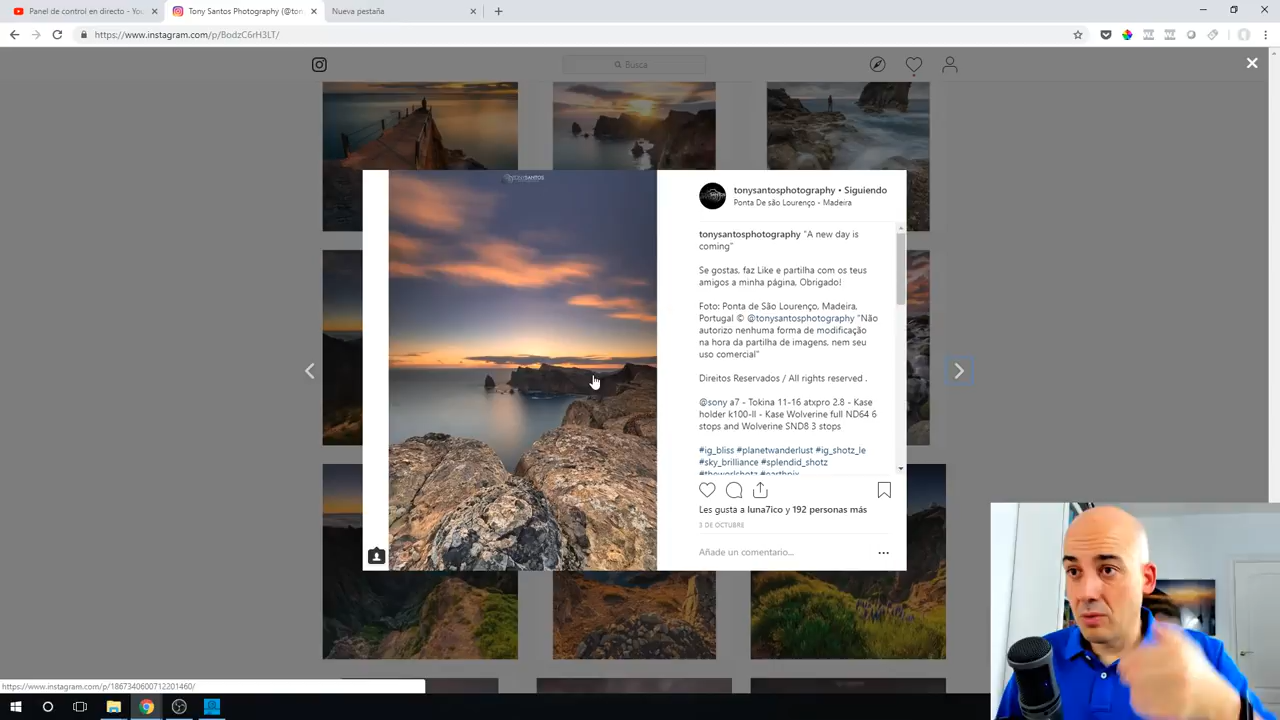 Panel de control en directo - You
Tony Santos Photography (@ton
Nueva pestaña
https://www.instagram.com/p/BodzC6rH3LT/
Busca
tonysantosphotography • Siguiendo
Ponta De são Lourenço - Madeira
tonysantosphotography "A new day is
coming"
Se gostas, faz Like e partilha com os teus
amigos a minha página, Obrigado!
Foto: Ponta de São Lourenço, Madeira,
Portugal © @tonysantosphotography "Não
autorizo nenhuma forma de modificação
na hora da partilha de imagens, nem seu
uso comercial"
Direitos Reservados / All rights reserved .
@sony a7 - Tokina 11-16 atxpro 2.8 - Kase
holder k100-II - Kase Wolverine full ND64 6
stops and Wolverine SND8 3 stops
#ig_bliss #planetwanderlust #ig_shotz_le
#sky_brilliance #splendid_shotz
#theworlshotz #earthpix
Les gusta a luna7ico y 192 personas más
3 DE OCTUBRE
Añade un comentario...
https://www.instagram.com/p/1867340600712201460/